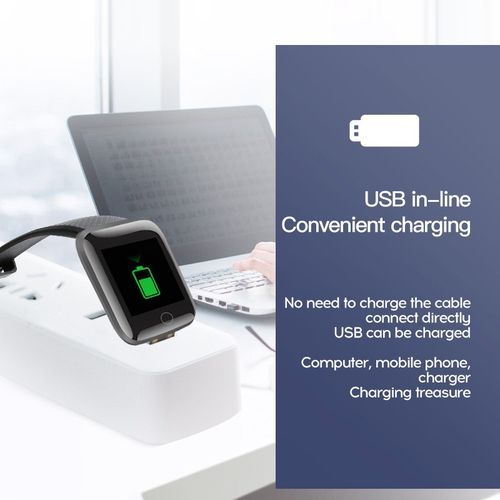 USB in-line
Convenient charging
No need to charge the cable
connect directly
USB can be charged
Computer, mobile phone,
charger
Charging treasure